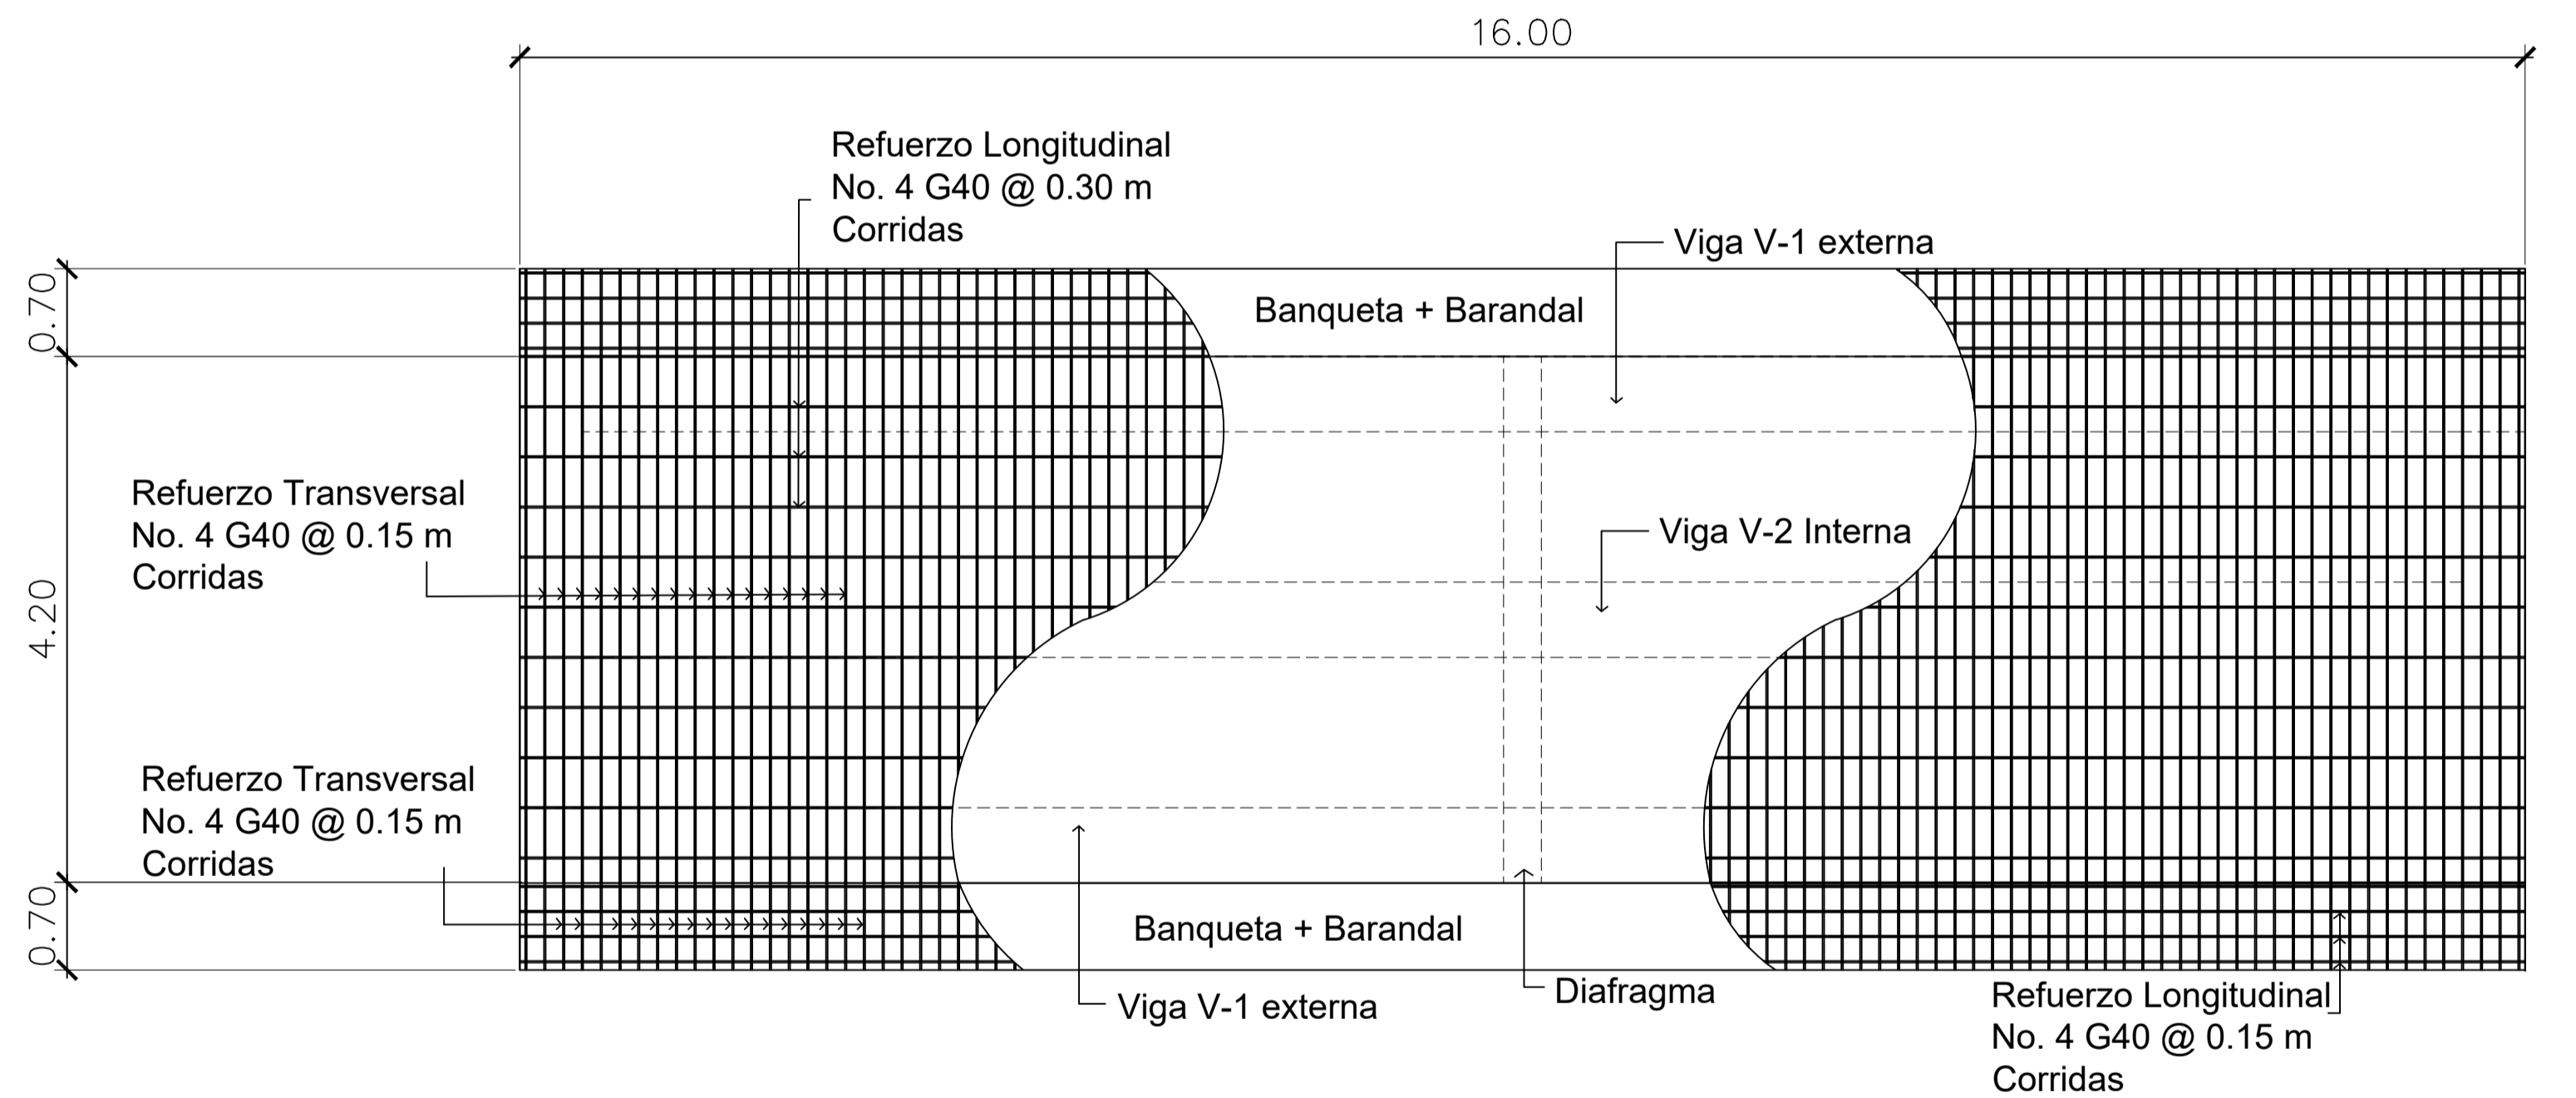 16.00
Refuerzo Longitudinal
No. 4 G40 @ 0.30 m
Corridas
Viga V-1 externa
0.70
Banqueta + Barandal
Refuerzo Transversal
No. 4 G40 @ 0.15 m
Corridas
Viga V-2 Interna
4.20
Refuerzo Transversal
No. 4 G40 @ 0.15 m
Corridas
0.70
Banqueta + Barandal
Viga V-1 externa
Diafragma
Refuerzo Longitudinal
No. 4 G40 @ 0.15 m
Corridas